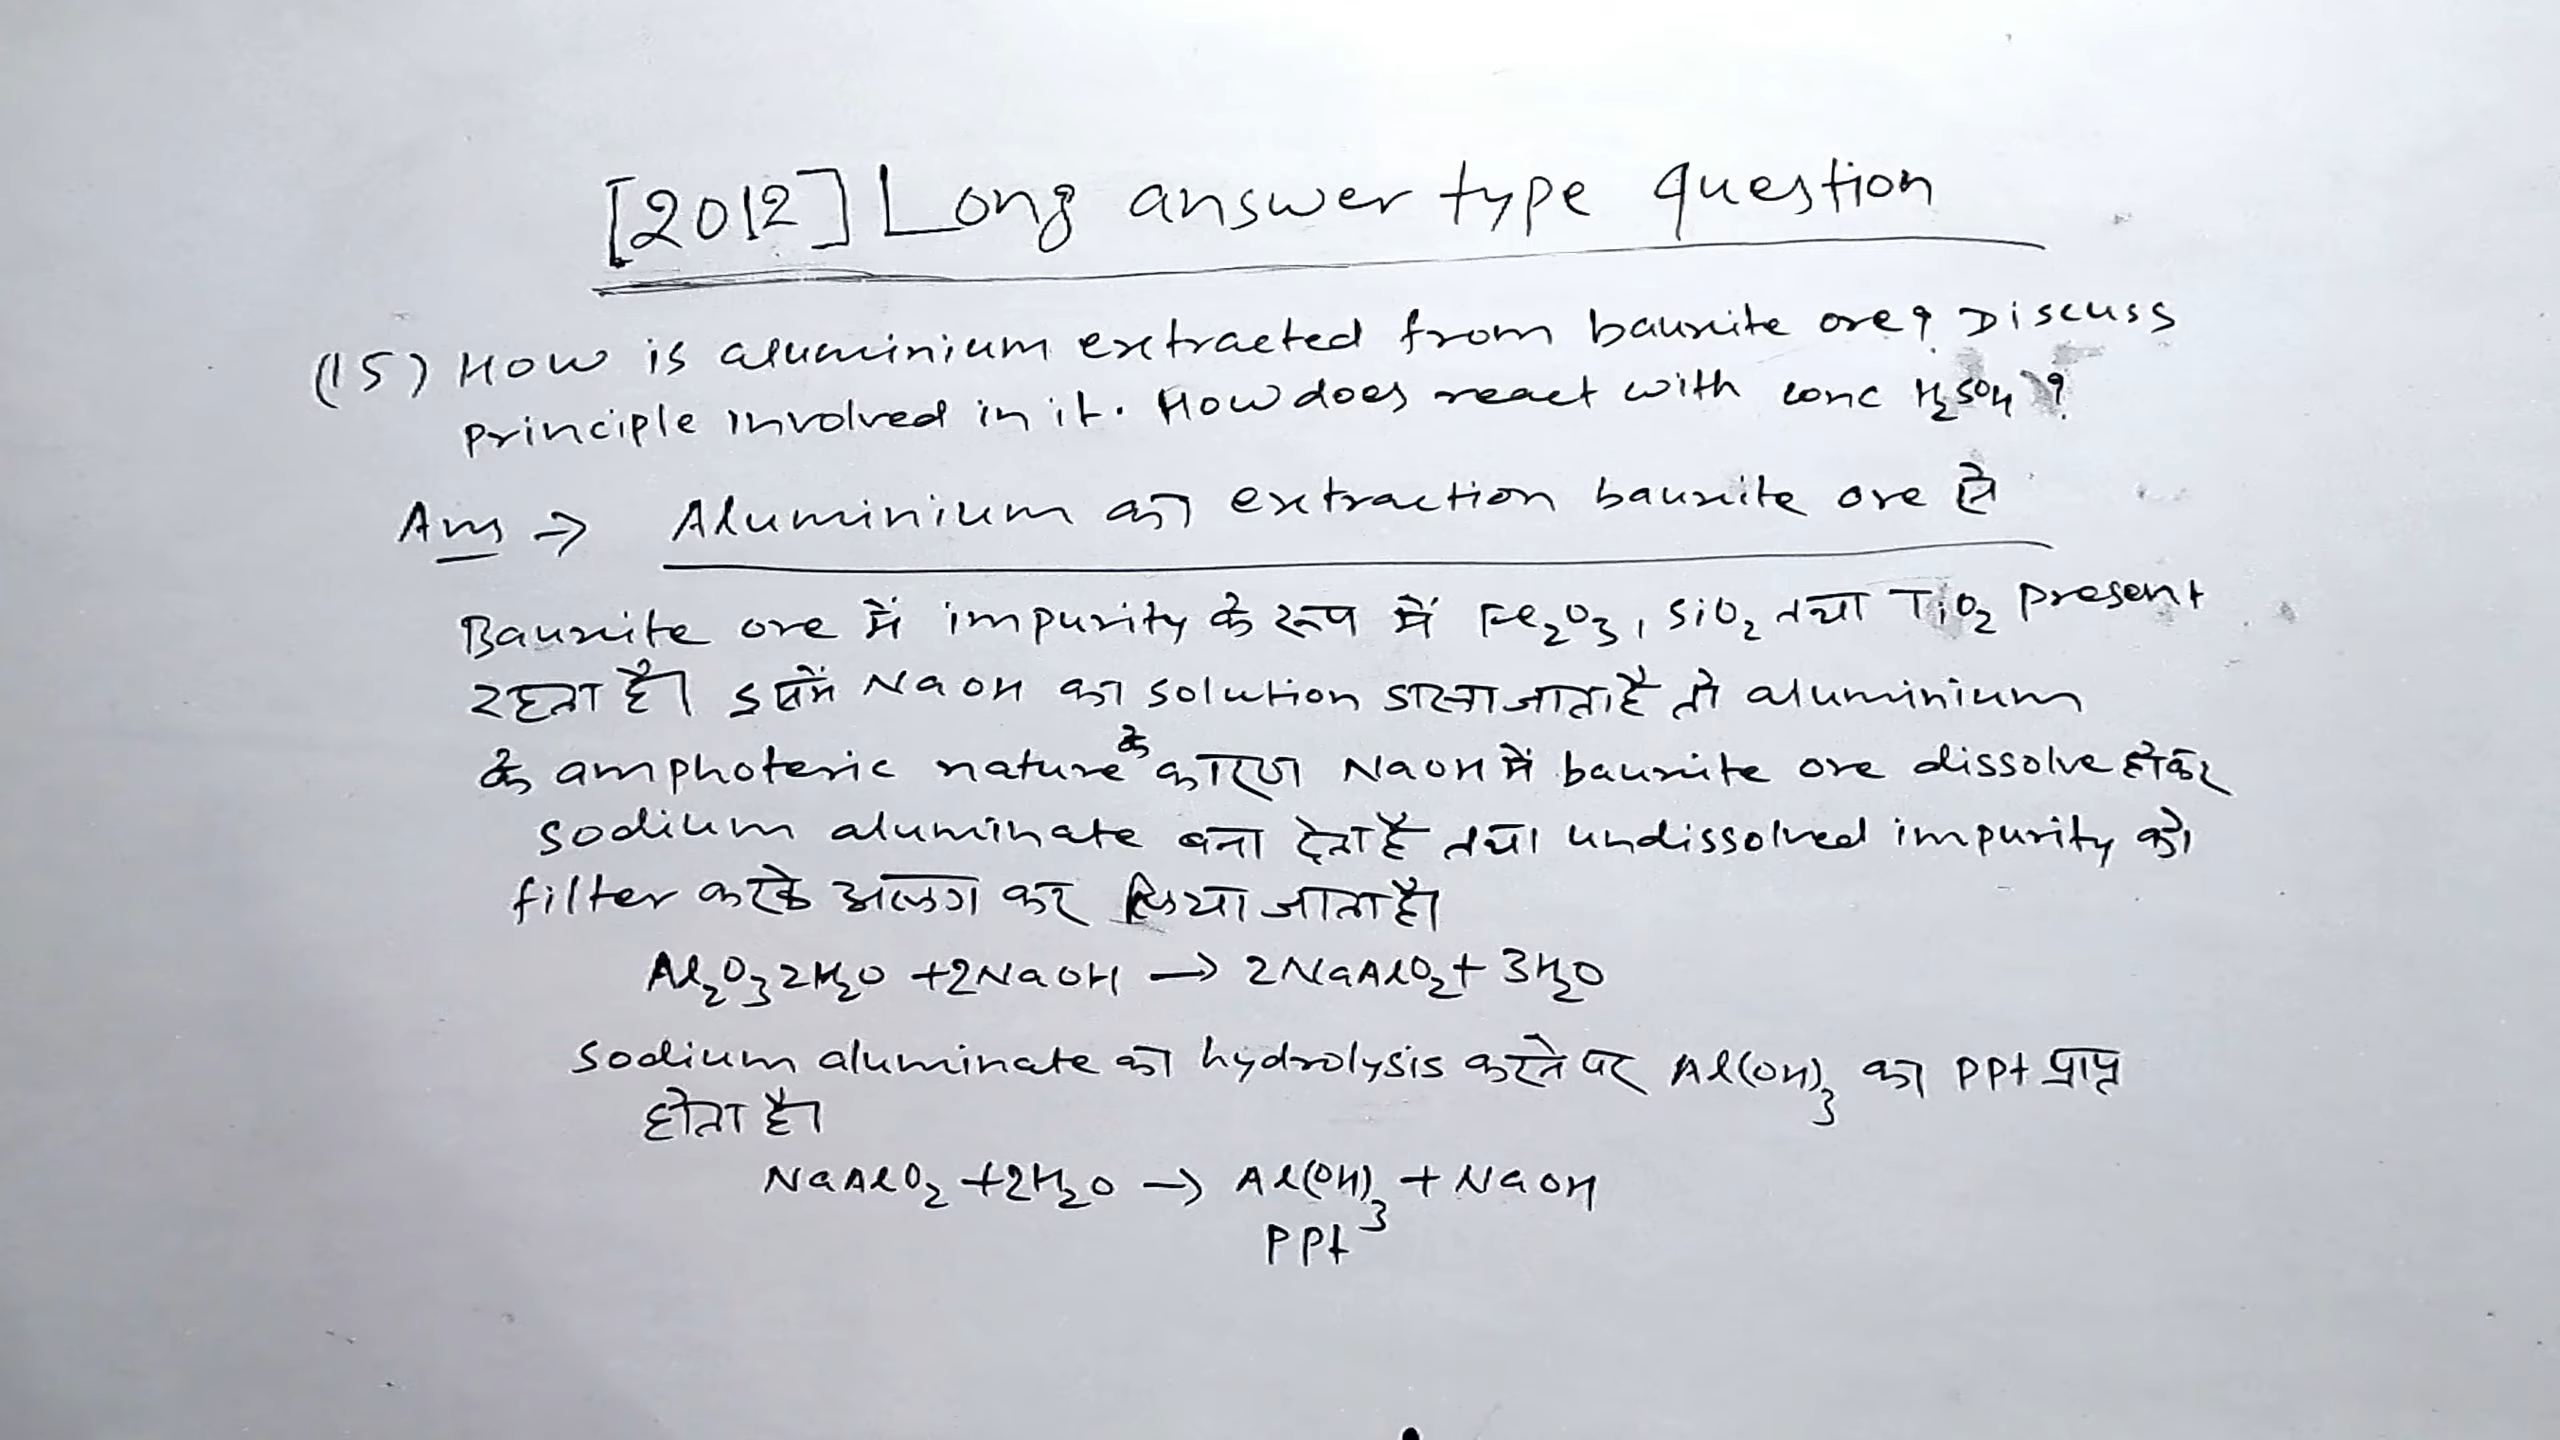 [2012] Long answer type question
(15) How is aluminium extracted from bauxite ore? Discuss
principle involved in it. How does react with conc H₂SO₄?
Ans → Aluminium का extraction bauxite ore से
Bauxite ore में impurity के रूप में Fe₂O₃, SiO₂ तथा TiO₂ present
रहता है। इसमें NaOH का solution डाला जाता है तो aluminium
के amphoteric nature के कारण NaOH में bauxite ore dissolve होकर
sodium aluminate बना देता है तथा undissolved impurity को
filter करके अलग कर लिया जाता है।
Al₂O₃2H₂O +2NaOH → 2NaAlO₂+ 3H₂O
Sodium aluminate का hydrolysis करने पर Al(OH)₃ का PPt प्राप्त
होता है।
NaAlO₂ +2H₂O → Al(OH)₃ + NaOH
PPt